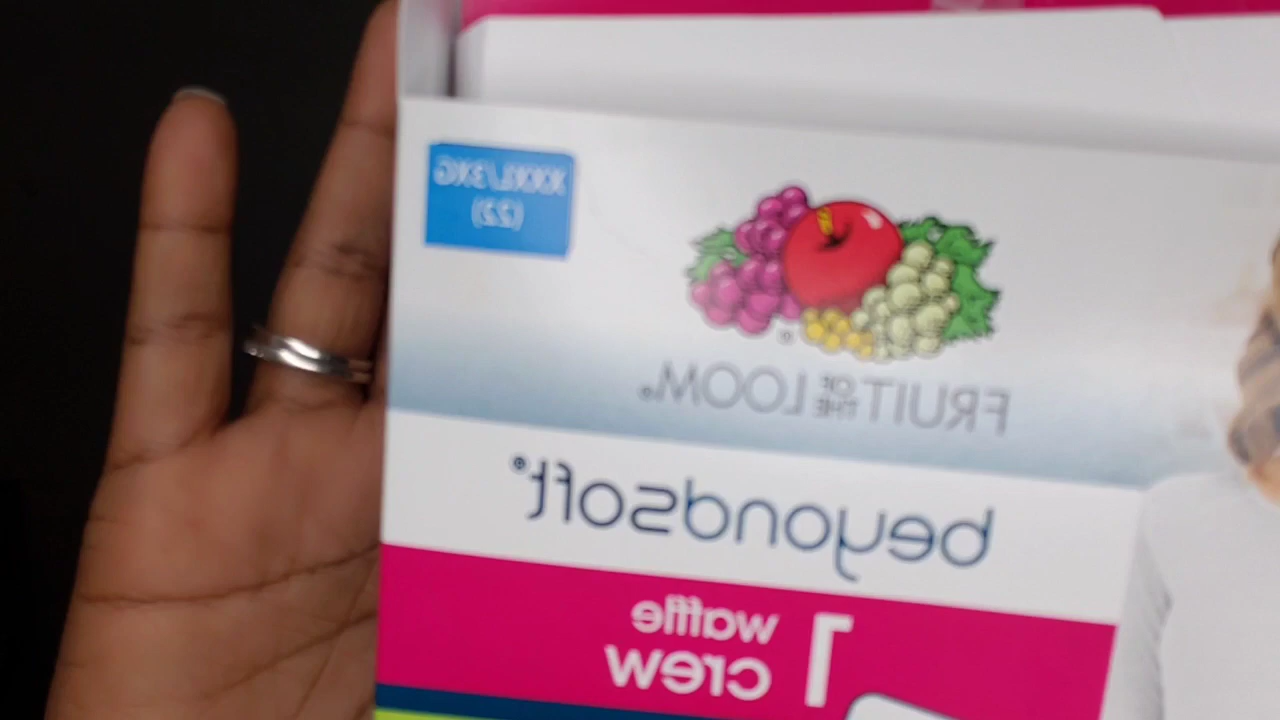 XXXL/3XG
(22)
FRUIT OF THE LOOM®
beyondsoft®
1 waffle
crew